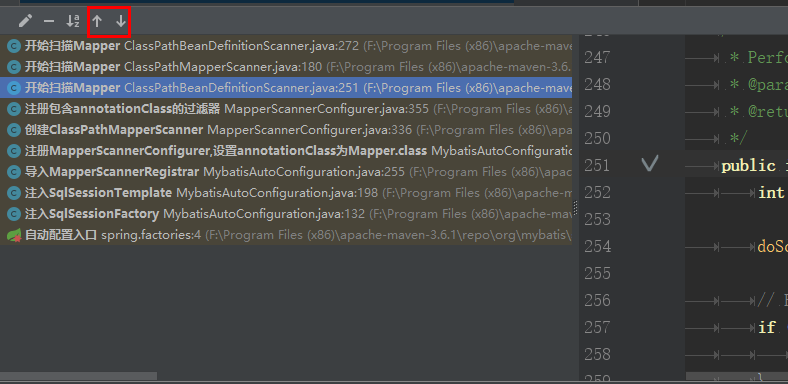 开始扫描Mapper ClassPathBeanDefinitionScanner.java:272 (F:\Program Files (x86)\apache-maven
开始扫描Mapper ClassPathMapperScanner.java:180 (F:\Program Files (x86)\apache-maven-3.6.
开始扫描Mapper ClassPathBeanDefinitionScanner.java:251 (F:\Program Files (x86)\apache-maven
注册包含annotationClass的过滤器 MapperScannerConfigurer.java:355 (F:\Program Files (x86)
创建ClassPathMapperScanner MapperScannerConfigurer.java:336 (F:\Program Files (x86)\apache
注册MapperScannerConfigurer,设置annotationClass为Mapper.class MybatisAutoConfiguration
导入MapperScannerRegistrar MybatisAutoConfiguration.java:255 (F:\Program Files (x86)\apache-
注入SqlSessionTemplate MybatisAutoConfiguration.java:198 (F:\Program Files (x86)\apache-mav
注入SqlSessionFactory MybatisAutoConfiguration.java:132 (F:\Program Files (x86)\apache-mave
自动配置入口 spring.factories:4 (F:\Program Files (x86)\apache-maven-3.6.1\repo\org\mybatis\
247 * Perfo
248 * @para
249 * @retu
250 */
251 public
252 int
253
254 doSc
255
256 //
257 if
258
259 }